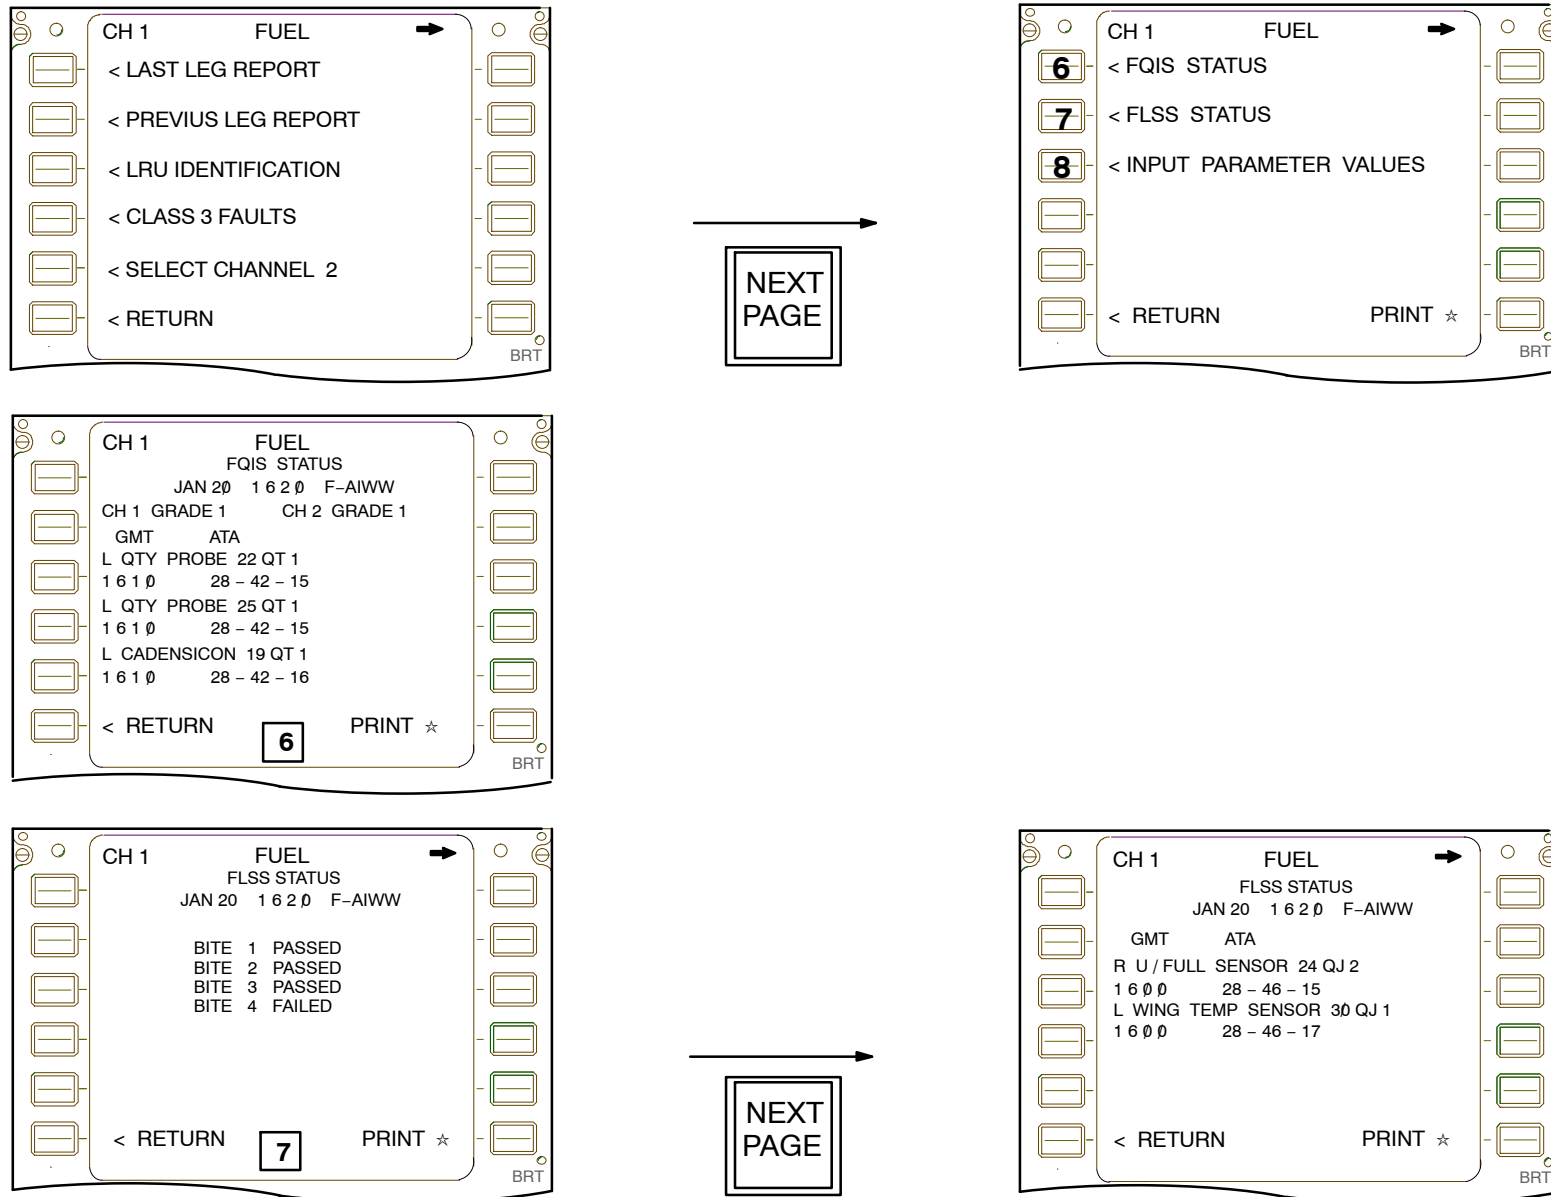 CH 1 FUEL
< LAST LEG REPORT
< PREVIUS LEG REPORT
< LRU IDENTIFICATION
< CLASS 3 FAULTS
< SELECT CHANNEL 2
< RETURN
BRT
NEXT
PAGE
CH 1 FUEL
6 < FQIS STATUS
7 < FLSS STATUS
8 < INPUT PARAMETER VALUES
< RETURN PRINT ☆
BRT
CH 1 FUEL
FQIS STATUS
JAN 20 1620 F-AIWW
CH 1 GRADE 1 CH 2 GRADE 1
GMT ATA
L QTY PROBE 22 QT 1
1610 28 - 42 - 15
L QTY PROBE 25 QT 1
1610 28 - 42 - 15
L CADENSICON 19 QT 1
1610 28 - 42 - 16
< RETURN 6 PRINT ☆
BRT
CH 1 FUEL
FLSS STATUS
JAN 20 1620 F-AIWW
BITE 1 PASSED
BITE 2 PASSED
BITE 3 PASSED
BITE 4 FAILED
< RETURN 7 PRINT ☆
BRT
NEXT
PAGE
CH 1 FUEL
FLSS STATUS
JAN 20 1620 F-AIWW
GMT ATA
R U / FULL SENSOR 24 QJ 2
1600 28 - 46 - 15
L WING TEMP SENSOR 30 QJ 1
1600 28 - 46 - 17
< RETURN PRINT ☆
BRT